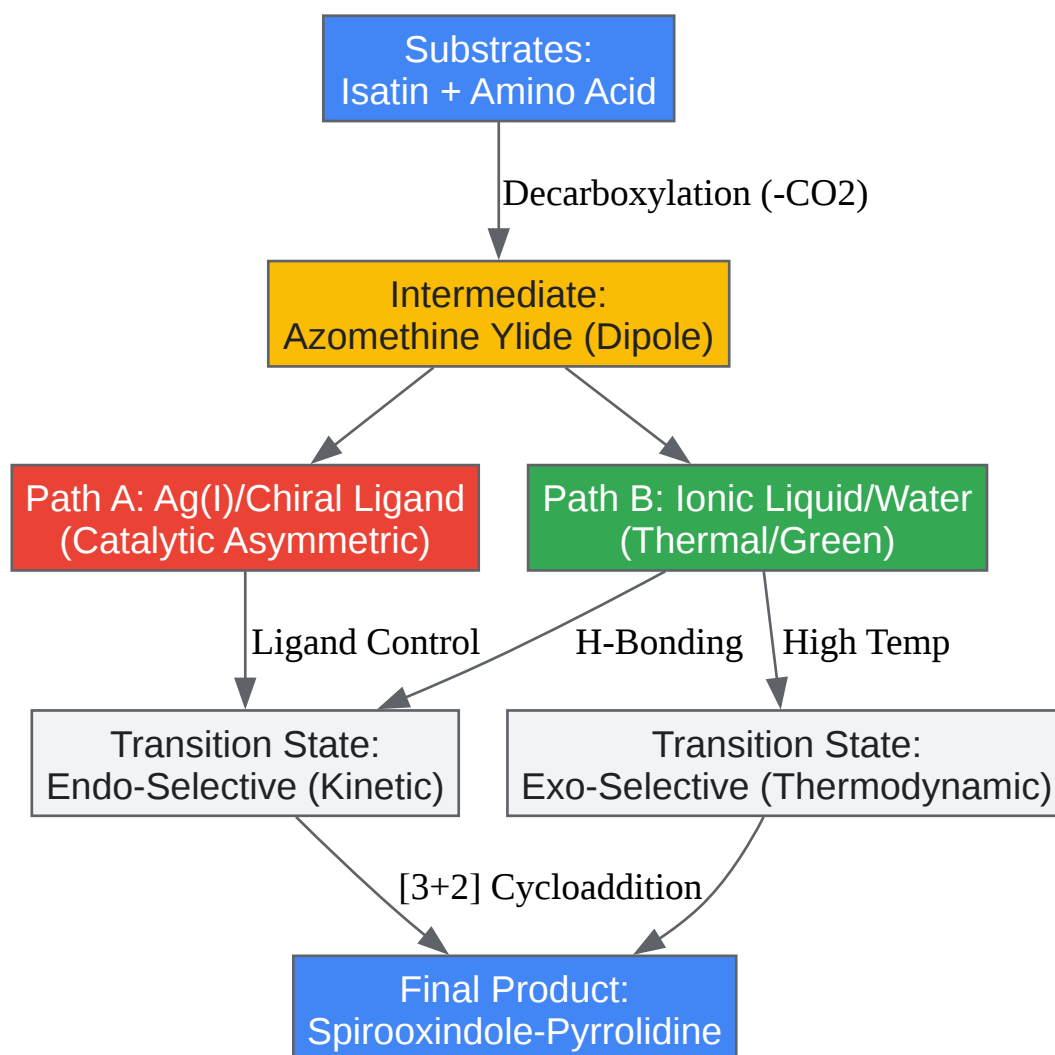 Substrates:
Isatin + Amino Acid
Decarboxylation (-CO2)
Intermediate:
Azomethine Ylide (Dipole)
Path A: Ag(I)/Chiral Ligand
(Catalytic Asymmetric)
Path B: Ionic Liquid/Water
(Thermal/Green)
Ligand Control
H-Bonding
High Temp
Transition State:
Endo-Selective (Kinetic)
Transition State:
Exo-Selective (Thermodynamic)
[3+2] Cycloaddition
Final Product:
Spirooxindole-Pyrrolidine